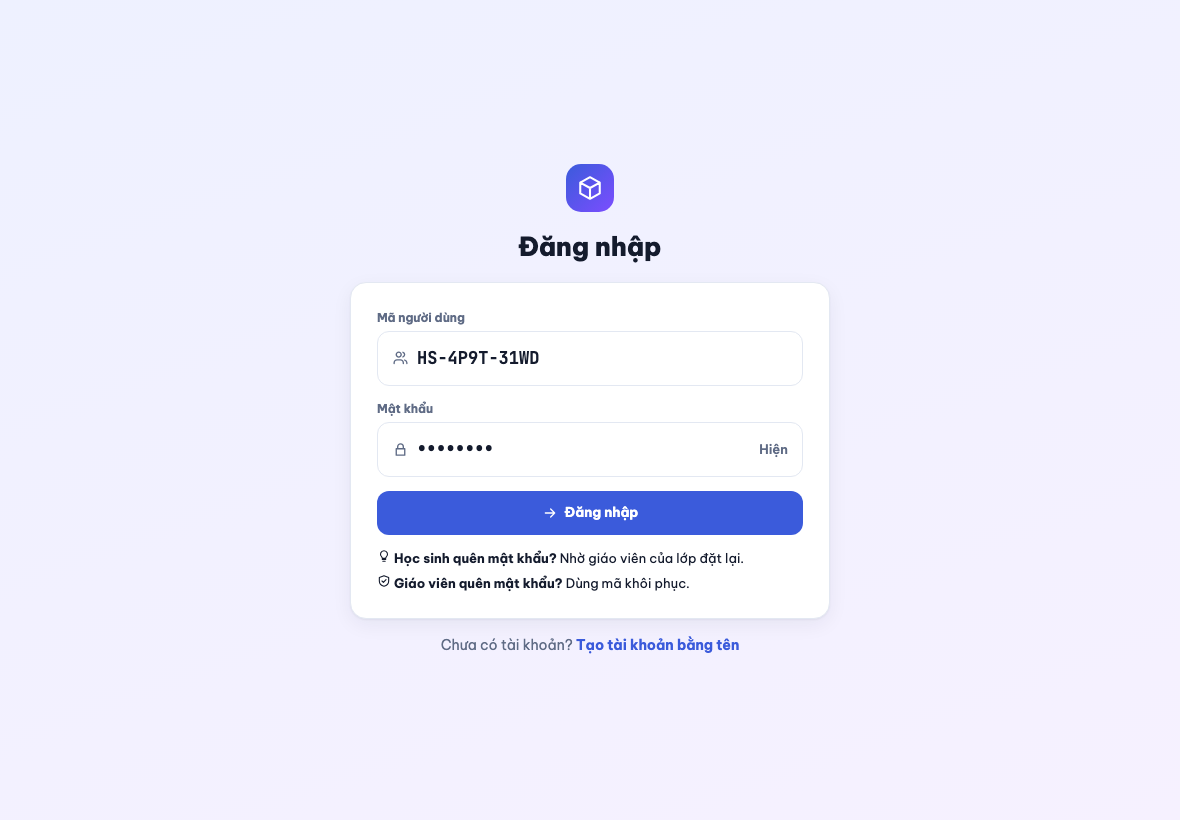 Đăng nhập
Mã người dùng
HS-4P9T-31WD
Mật khẩu
••••••••
Hiện
→ Đăng nhập
Học sinh quên mật khẩu? Nhờ giáo viên của lớp đặt lại.
Giáo viên quên mật khẩu? Dùng mã khôi phục.
Chưa có tài khoản? Tạo tài khoản bằng tên